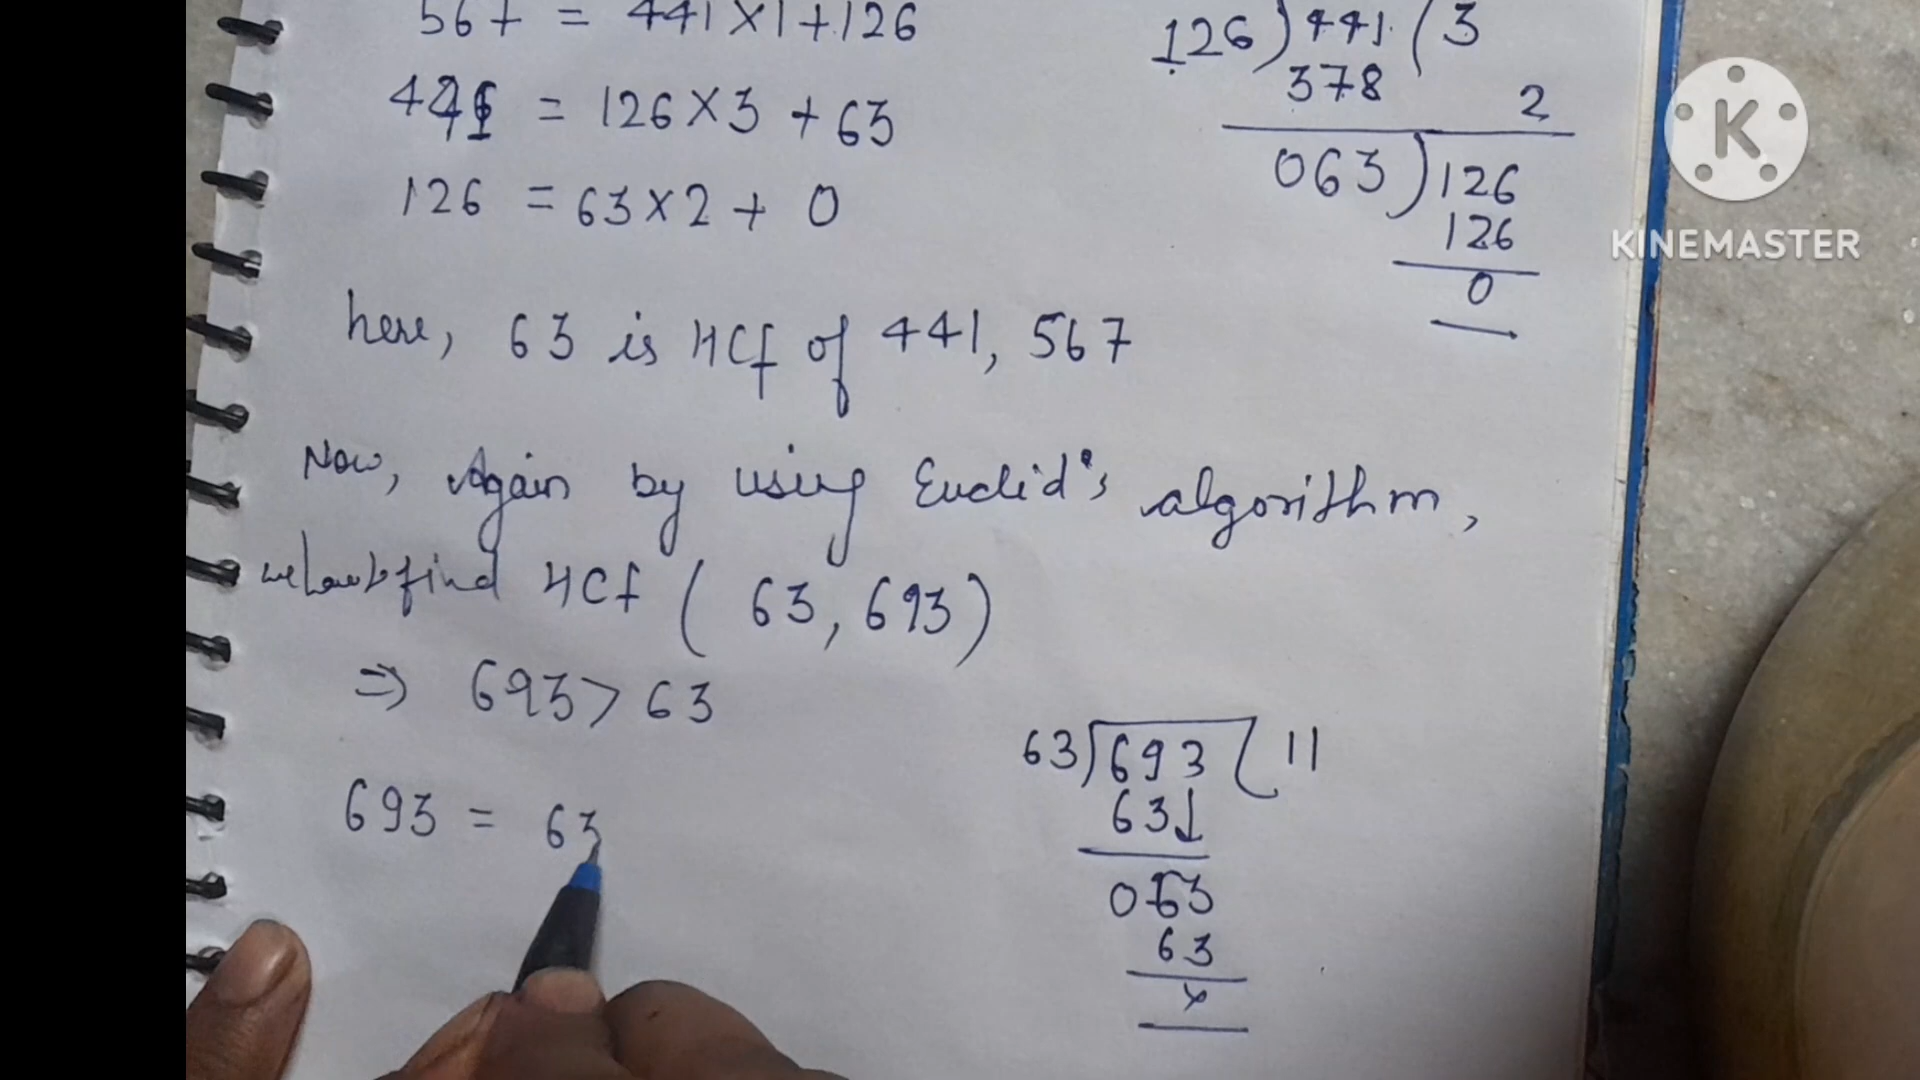 567 = 441 × 1 + 126
441 = 126 × 3 + 63
126 = 63 × 2 + 0
here, 63 is HCf of 441, 567
Now, Again by using Euclid's algorithm,
find HCf ( 63, 693)
⇒ 693 > 63
693 = 63
126 ) 441 ( 3
378 2
063 ) 126
126
0
63 ) 693 ( 11
63↓
063
63
x
K
KINEMASTER